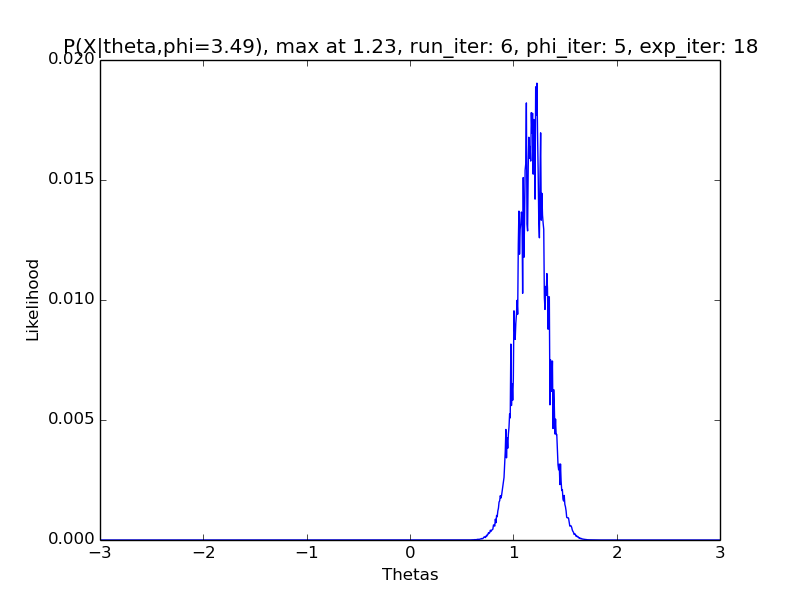 P(X|theta,phi=3.49), max at 1.23, run_iter: 6, phi_iter: 5, exp_iter: 18
0.020
0.015
0.010
0.005
0.000
Likelihood
−3 −2 −1 0 1 2 3
Thetas